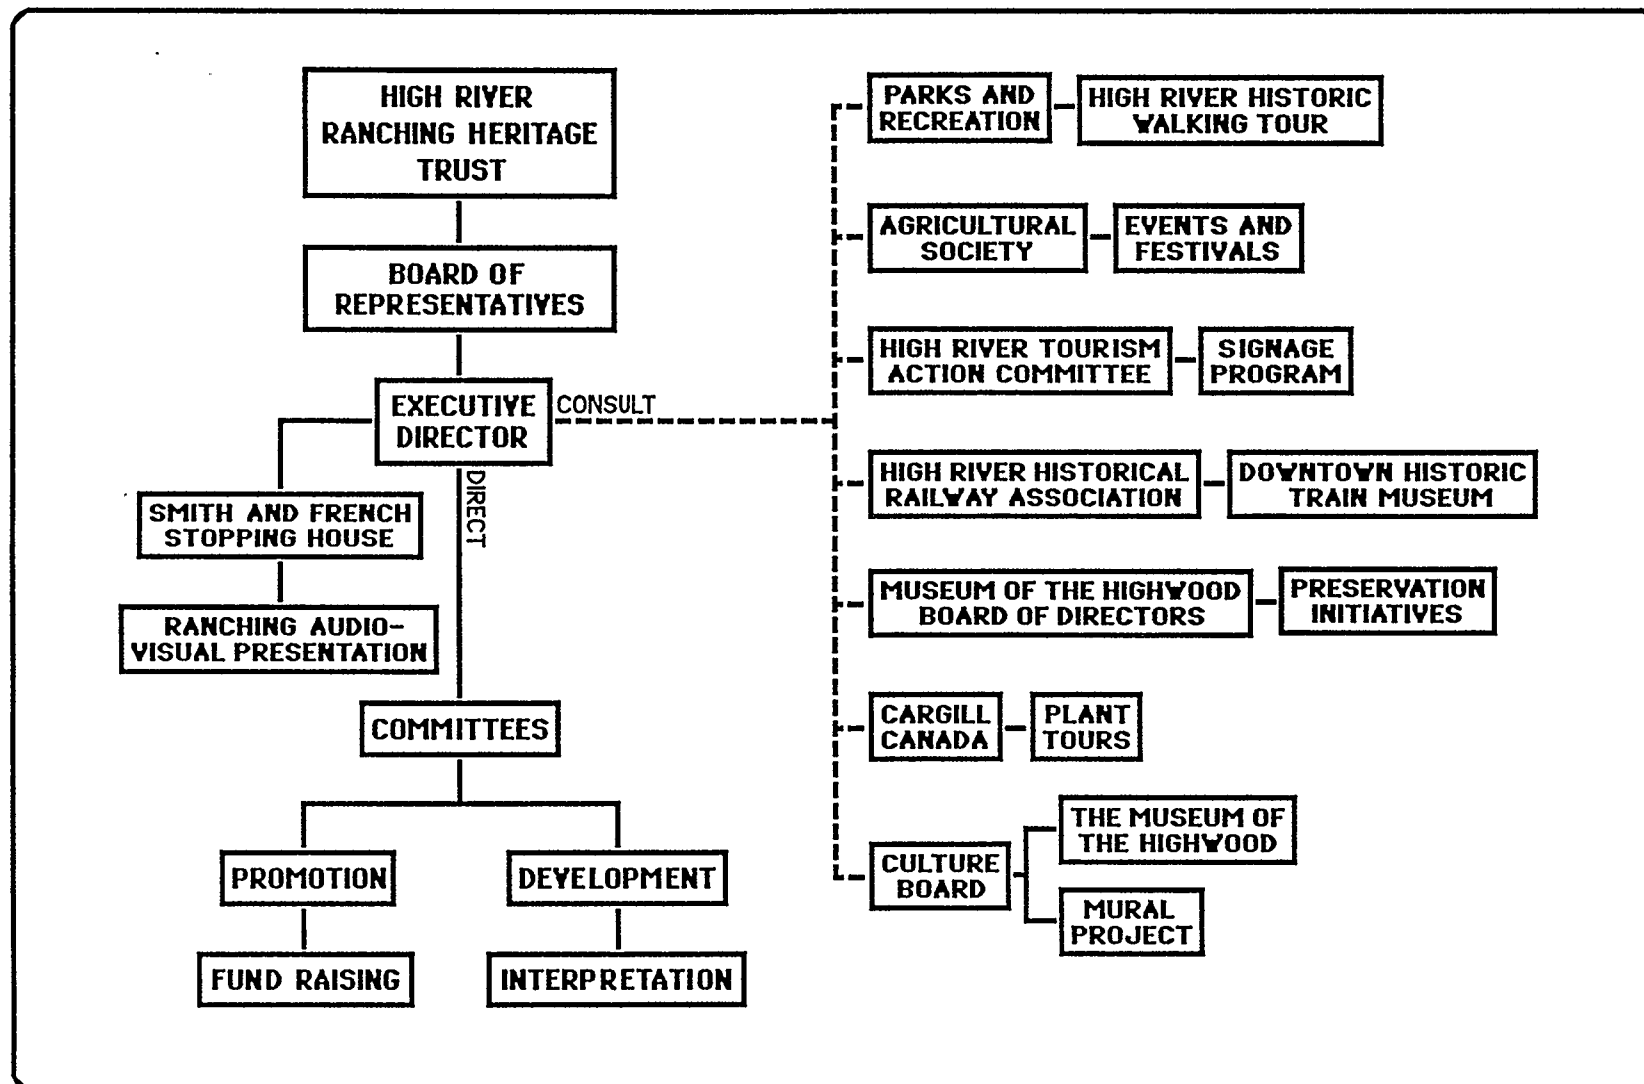 HIGH RIVER
RANCHING HERITAGE
TRUST
BOARD OF
REPRESENTATIVES
EXECUTIVE
DIRECTOR
CONSULT
DIRECT
SMITH AND FRENCH
STOPPING HOUSE
RANCHING AUDIO-
VISUAL PRESENTATION
COMMITTEES
PROMOTION
DEVELOPMENT
FUND RAISING
INTERPRETATION
PARKS AND
RECREATION
HIGH RIVER HISTORIC
WALKING TOUR
AGRICULTURAL
SOCIETY
EVENTS AND
FESTIVALS
HIGH RIVER TOURISM
ACTION COMMITTEE
SIGNAGE
PROGRAM
HIGH RIVER HISTORICAL
RAILWAY ASSOCIATION
DOWNTOWN HISTORIC
TRAIN MUSEUM
MUSEUM OF THE HIGHWOOD
BOARD OF DIRECTORS
PRESERVATION
INITIATIVES
CARGILL
CANADA
PLANT
TOURS
CULTURE
BOARD
THE MUSEUM OF
THE HIGHWOOD
MURAL
PROJECT